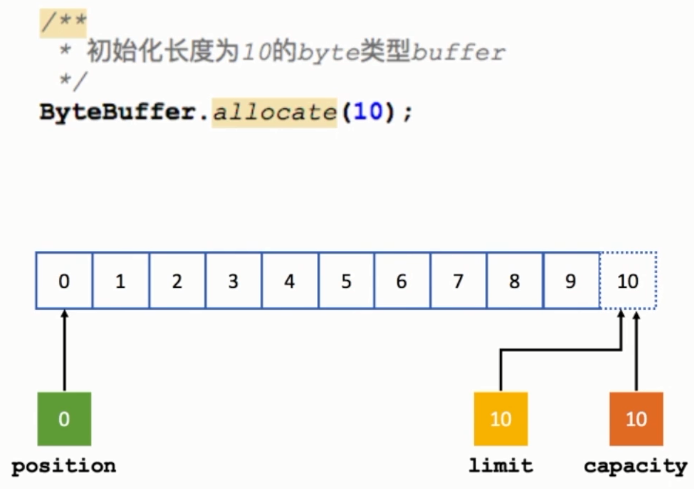 /**
* 初始化长度为10的byte类型buffer
*/
ByteBuffer.allocate(10);
0 1 2 3 4 5 6 7 8 9 10
0 10 10
position limit capacity